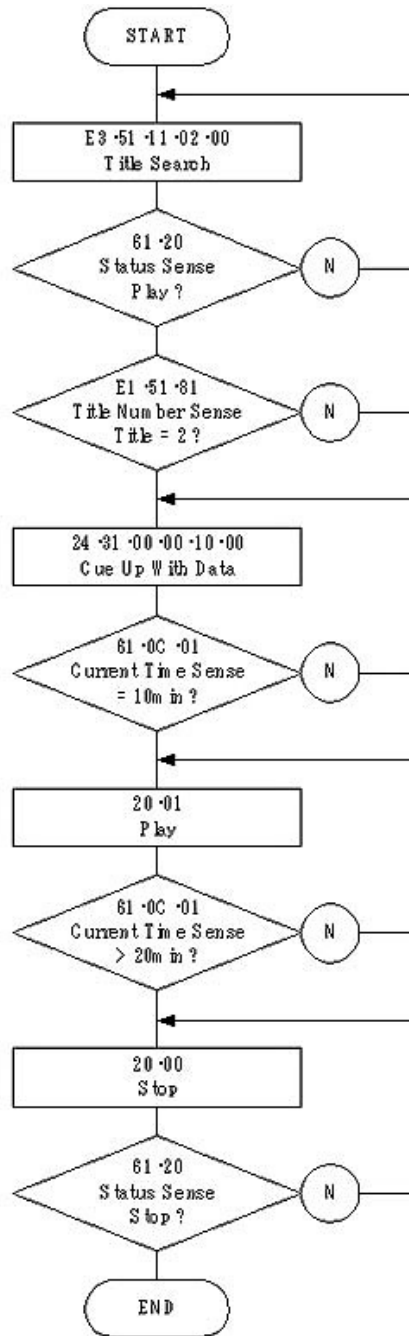 START
E3·51·11·02·00
Title Search
61·20
Status Sense
Play?
N
E1·51·81
Title Number Sense
Title = 2?
N
24·31·00·00·10·00
Cue Up With Data
61·0C·01
Current Time Sense
= 10min?
N
20·01
Play
61·0C·01
Current Time Sense
> 20min?
N
20·00
Stop
61·20
Status Sense
Stop?
N
END